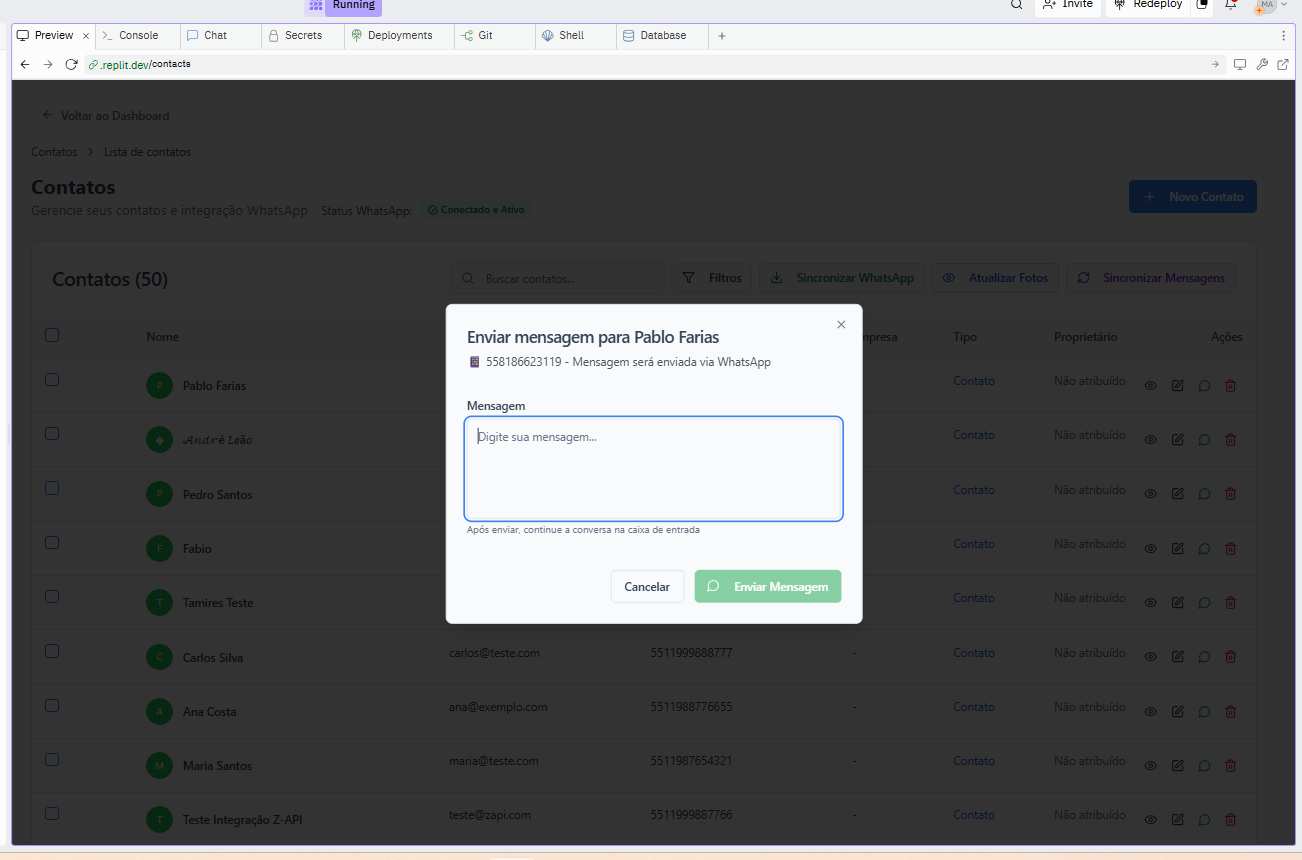 Running
Invite
Redeploy
MA
Preview
Console
Chat
Secrets
Deployments
Git
Shell
Database
.replit.dev/contacts
Voltar ao Dashboard
Contatos > Lista de contatos
Contatos
Gerencie seus contatos e integração WhatsApp Status WhatsApp: Conectado e Ativo
Novo Contato
Contatos (50)
Buscar contatos...
Filtros
Sincronizar WhatsApp
Atualizar Fotos
Sincronizar Mensagens
Nome
Tipo
Proprietário
Ações
P Pablo Farias Contato Não atribuído
André Leão Contato Não atribuído
P Pedro Santos Contato Não atribuído
F Fabio Contato Não atribuído
T Tamires Teste Contato Não atribuído
C Carlos Silva carlos@teste.com 5511999888777 - Contato Não atribuído
A Ana Costa ana@exemplo.com 5511988776655 - Contato Não atribuído
M Maria Santos maria@teste.com 5511987654321 - Contato Não atribuído
T Teste Integração Z-API teste@zapi.com 5511999887766 - Contato Não atribuído
Enviar mensagem para Pablo Farias
558186623119 - Mensagem será enviada via WhatsApp
Mensagem
Digite sua mensagem...
Após enviar, continue a conversa na caixa de entrada
Cancelar
Enviar Mensagem